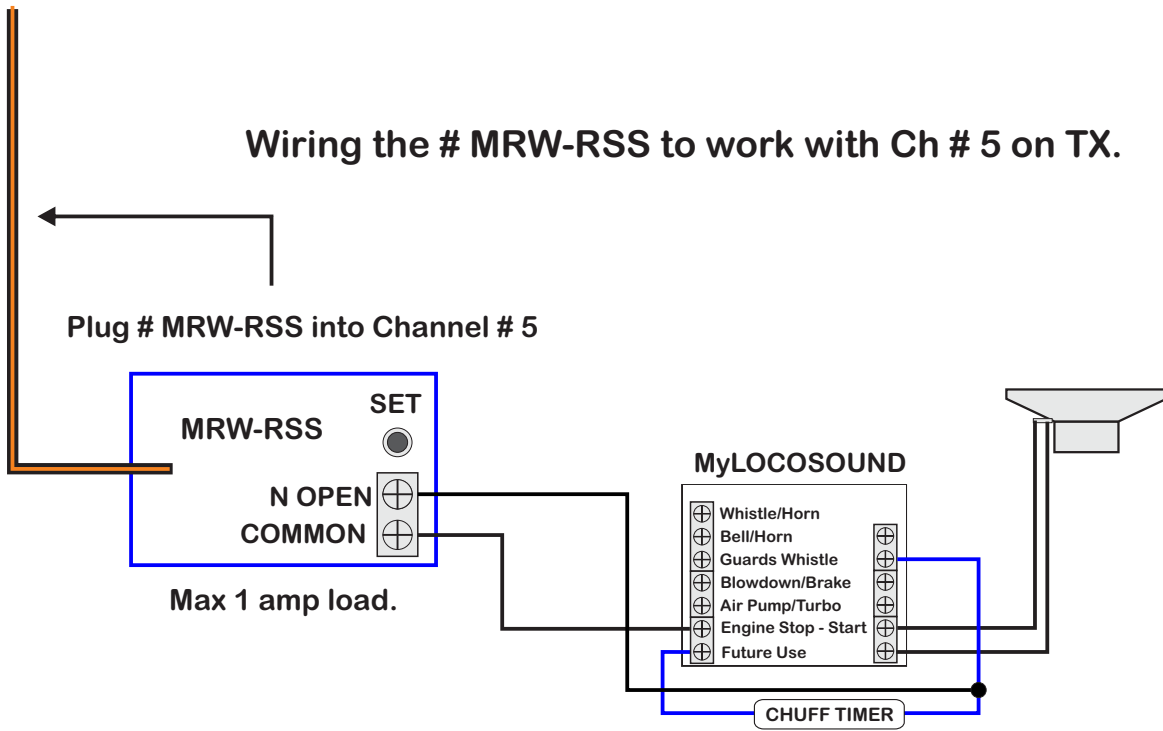 Wiring the # MRW-RSS to work with Ch # 5 on TX.
Plug # MRW-RSS into Channel # 5
SET
MRW-RSS
N OPEN
COMMON
Max 1 amp load.
MyLOCOSOUND
Whistle/Horn
Bell/Horn
Guards Whistle
Blowdown/Brake
Air Pump/Turbo
Engine Stop - Start
Future Use
CHUFF TIMER